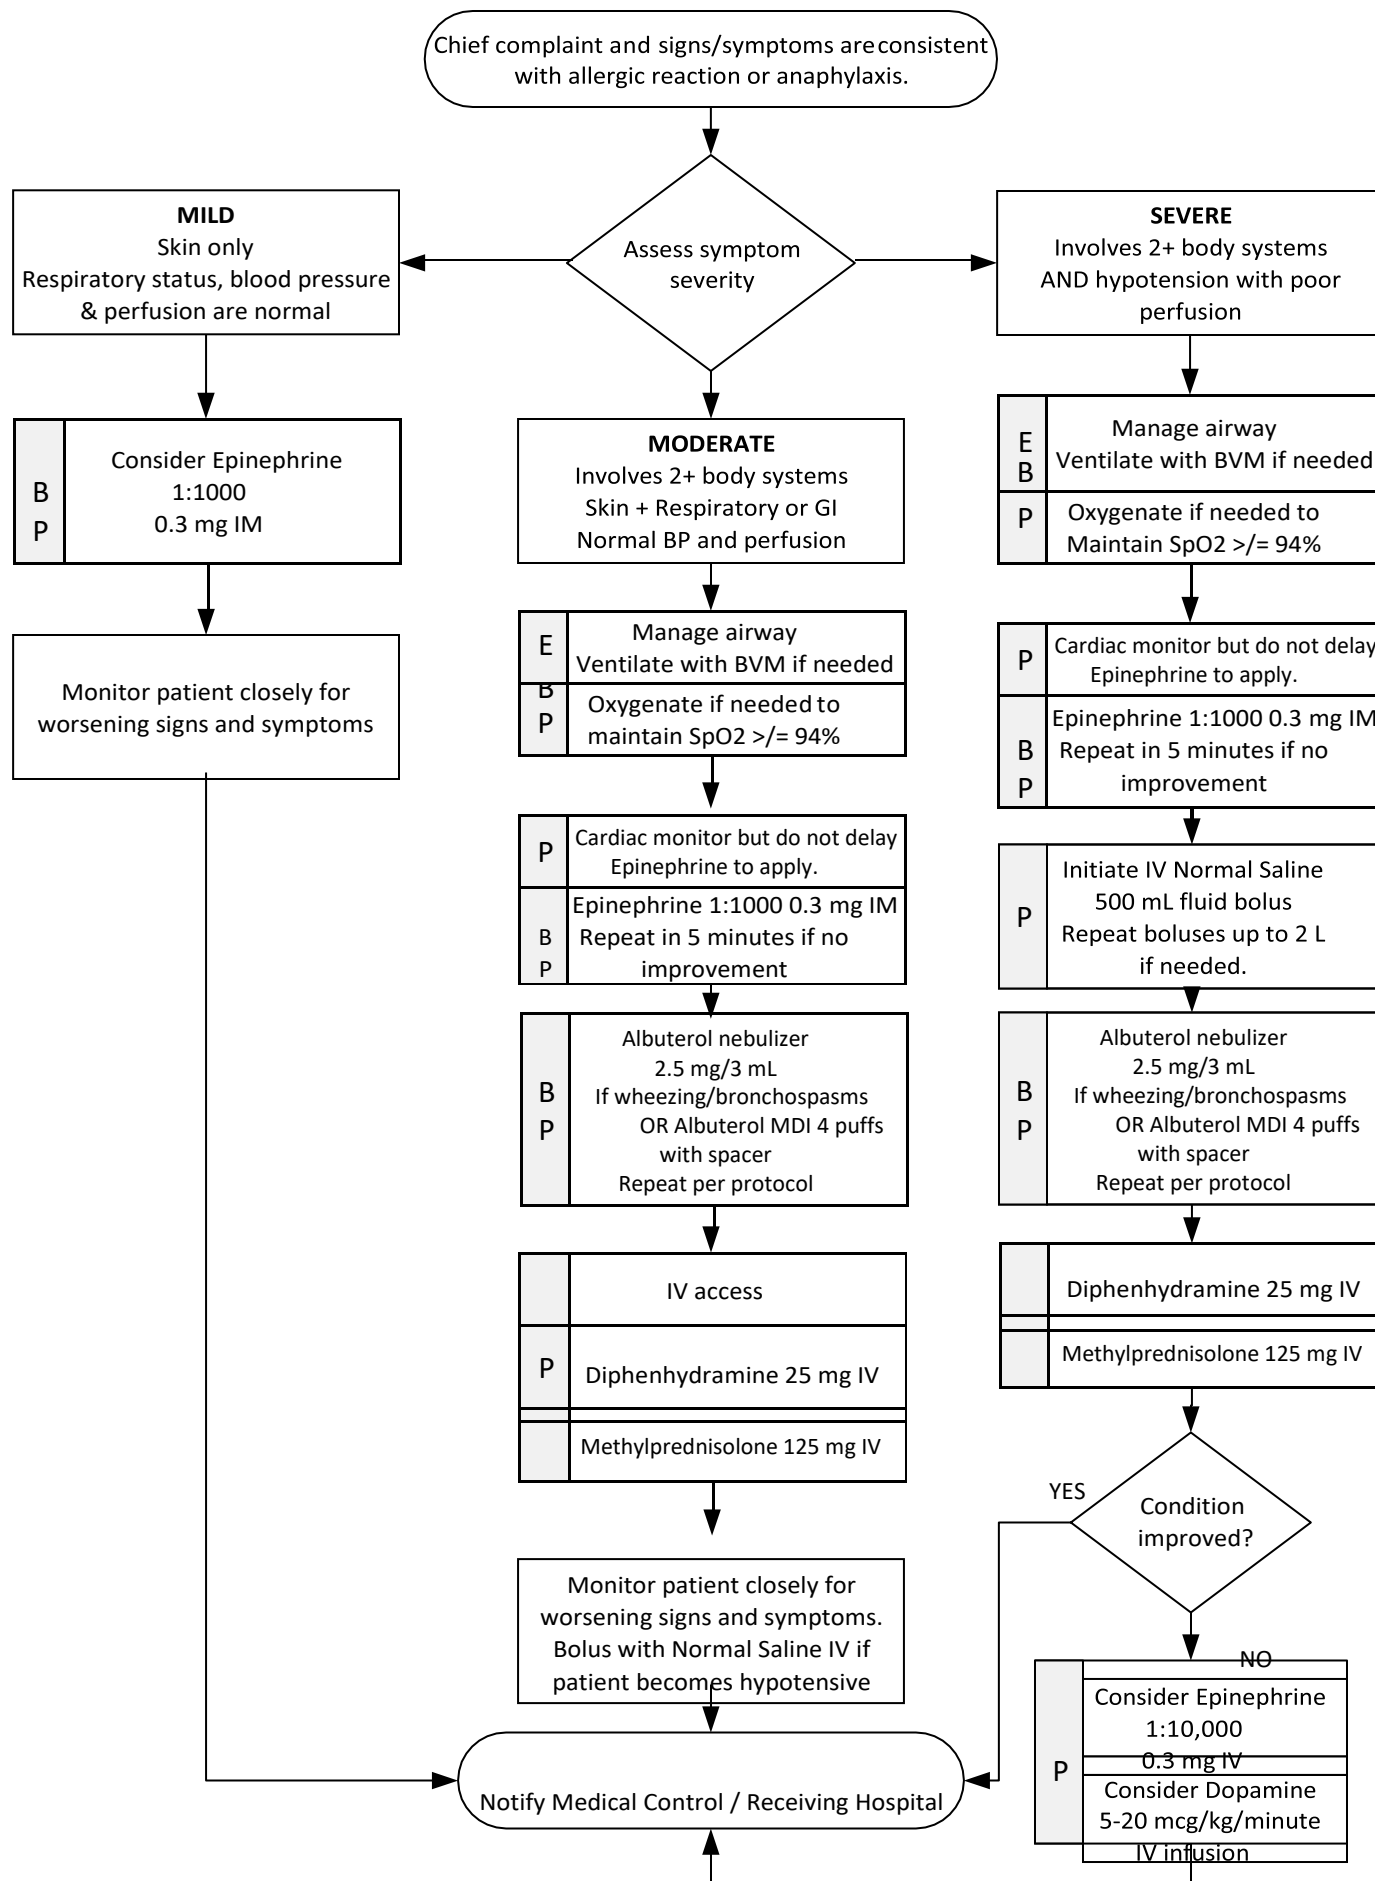 Chief complaint and signs/symptoms are consistent
with allergic reaction or anaphylaxis.
Assess symptom
severity
MILD
Skin only
Respiratory status, blood pressure
& perfusion are normal
B
P
Consider Epinephrine
1:1000
0.3 mg IM
Monitor patient closely for
worsening signs and symptoms
MODERATE
Involves 2+ body systems
Skin + Respiratory or GI
Normal BP and perfusion
E
Manage airway
Ventilate with BVM if needed
B
P
Oxygenate if needed to
maintain SpO2 >/= 94%
P
Cardiac monitor but do not delay
Epinephrine to apply.
B
P
Epinephrine 1:1000 0.3 mg IM
Repeat in 5 minutes if no
improvement
B
P
Albuterol nebulizer
2.5 mg/3 mL
If wheezing/bronchospasms
OR Albuterol MDI 4 puffs
with spacer
Repeat per protocol
IV access
P
Diphenhydramine 25 mg IV
Methylprednisolone 125 mg IV
Monitor patient closely for
worsening signs and symptoms.
Bolus with Normal Saline IV if
patient becomes hypotensive
SEVERE
Involves 2+ body systems
AND hypotension with poor
perfusion
E
B
Manage airway
Ventilate with BVM if needed
P
Oxygenate if needed to
Maintain SpO2 >/= 94%
P
Cardiac monitor but do not delay
Epinephrine to apply.
B
P
Epinephrine 1:1000 0.3 mg IM
Repeat in 5 minutes if no
improvement
P
Initiate IV Normal Saline
500 mL fluid bolus
Repeat boluses up to 2 L
if needed.
B
P
Albuterol nebulizer
2.5 mg/3 mL
If wheezing/bronchospasms
OR Albuterol MDI 4 puffs
with spacer
Repeat per protocol
Diphenhydramine 25 mg IV
Methylprednisolone 125 mg IV
YES
Condition
improved?
NO
P
Consider Epinephrine
1:10,000
0.3 mg IV
Consider Dopamine
5-20 mcg/kg/minute
IV infusion
Notify Medical Control / Receiving Hospital